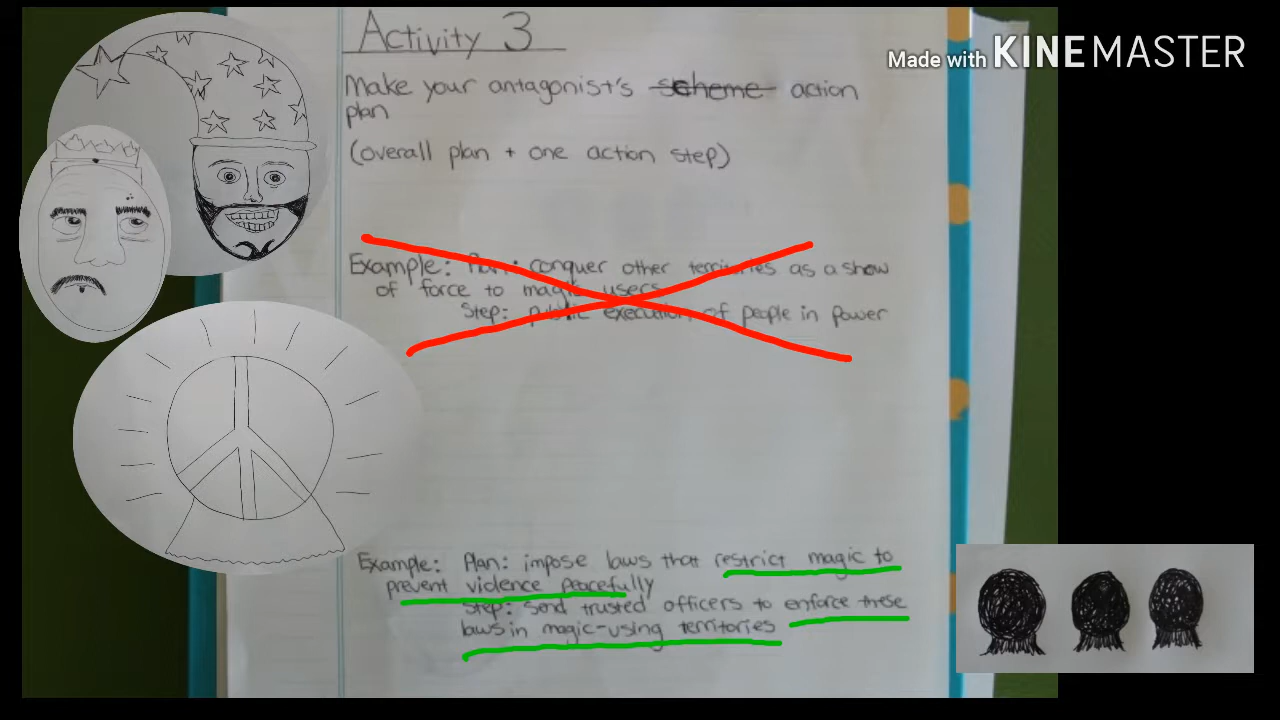 Activity 3
Made with KINEMASTER
Make your antagonist's scheme action
plan
(overall plan + one action step)
Example: Plan: conquer other territories as a show
of force to magic users
Step: public execution of people in power
Example: Plan: impose laws that restrict magic to
prevent violence peacefully
Step: Send trusted officers to enforce these
laws in magic-using territories